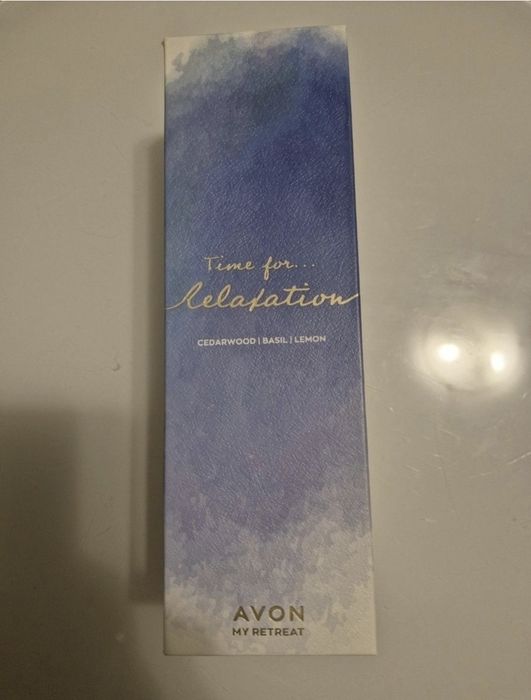 Time for...
Relaxation
CEDARWOOD | BASIL | LEMON
AVON
MY RETREAT